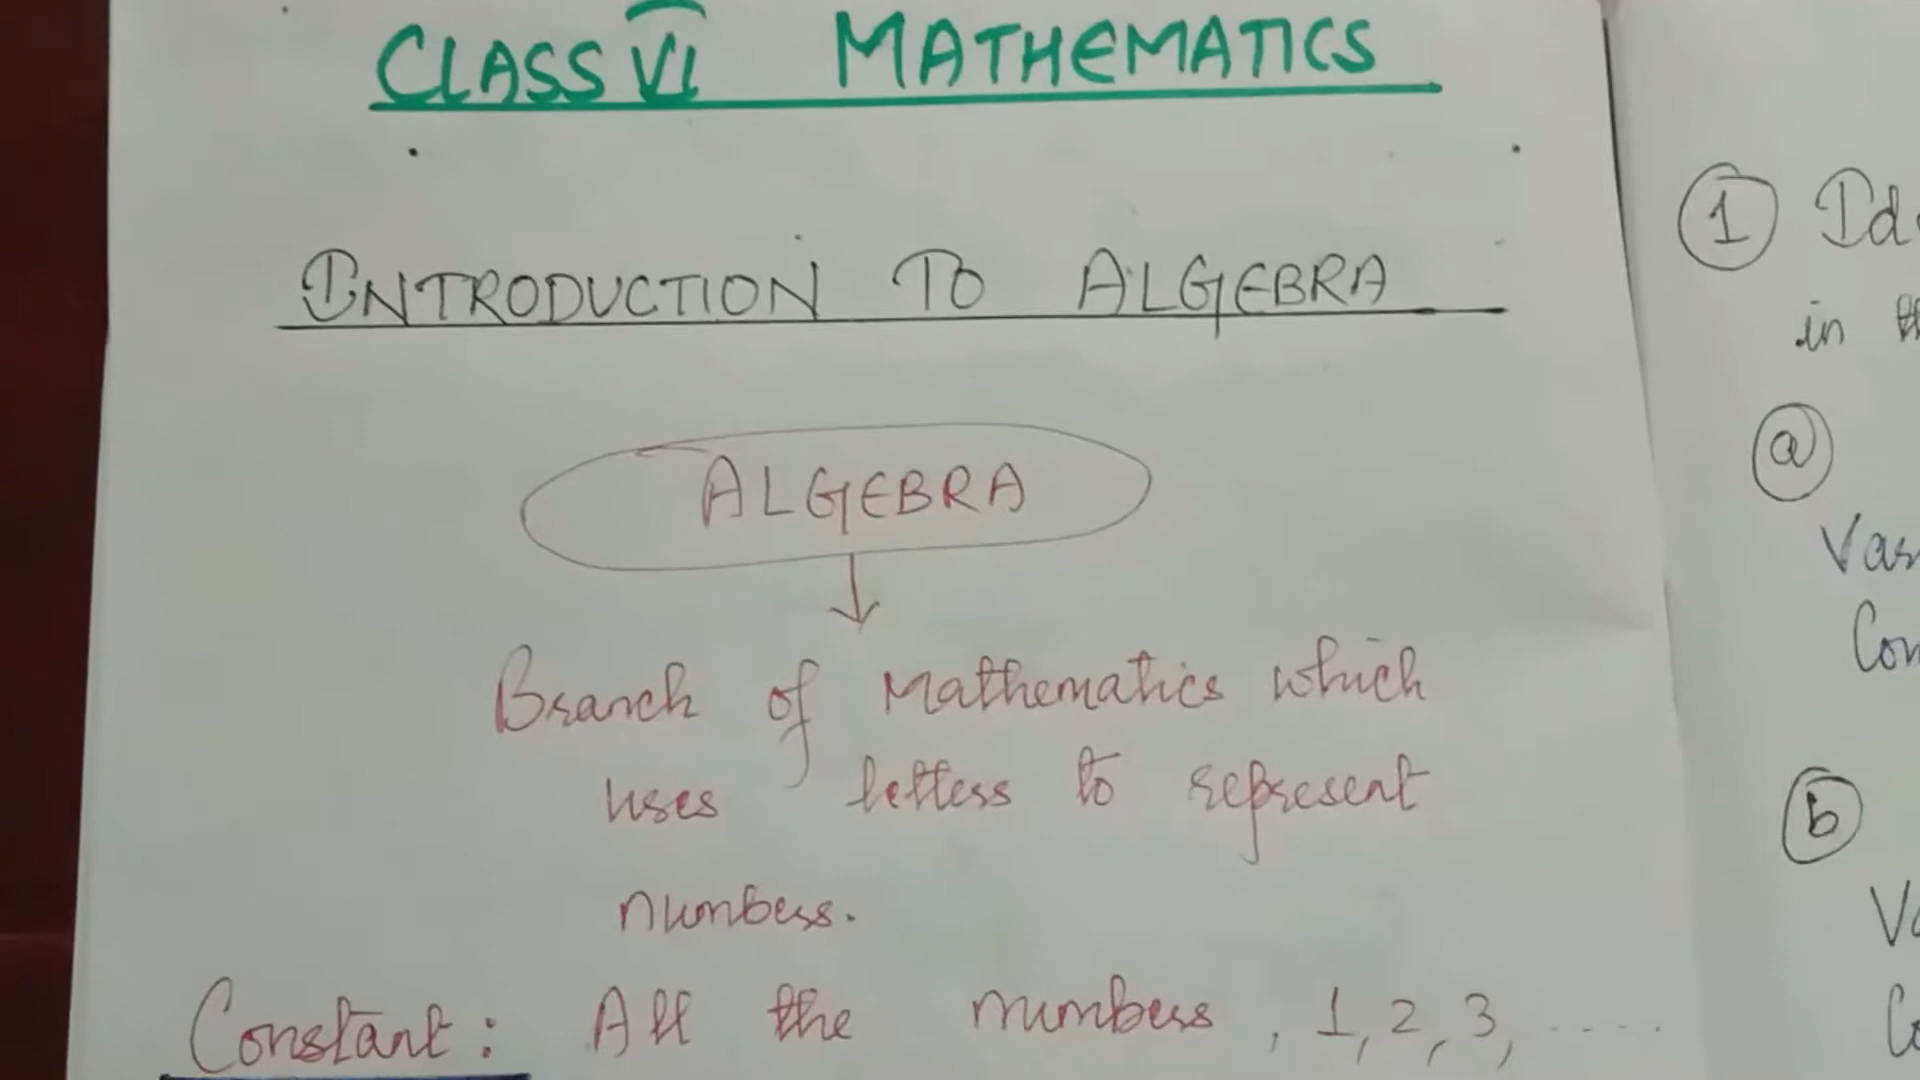 CLASS VI MATHEMATICS
INTRODUCTION TO ALGEBRA
ALGEBRA
Branch of Mathematics which
uses letters to represent
numbers.
Constant: All the numbers, 1, 2, 3, ....
1
in
a
b